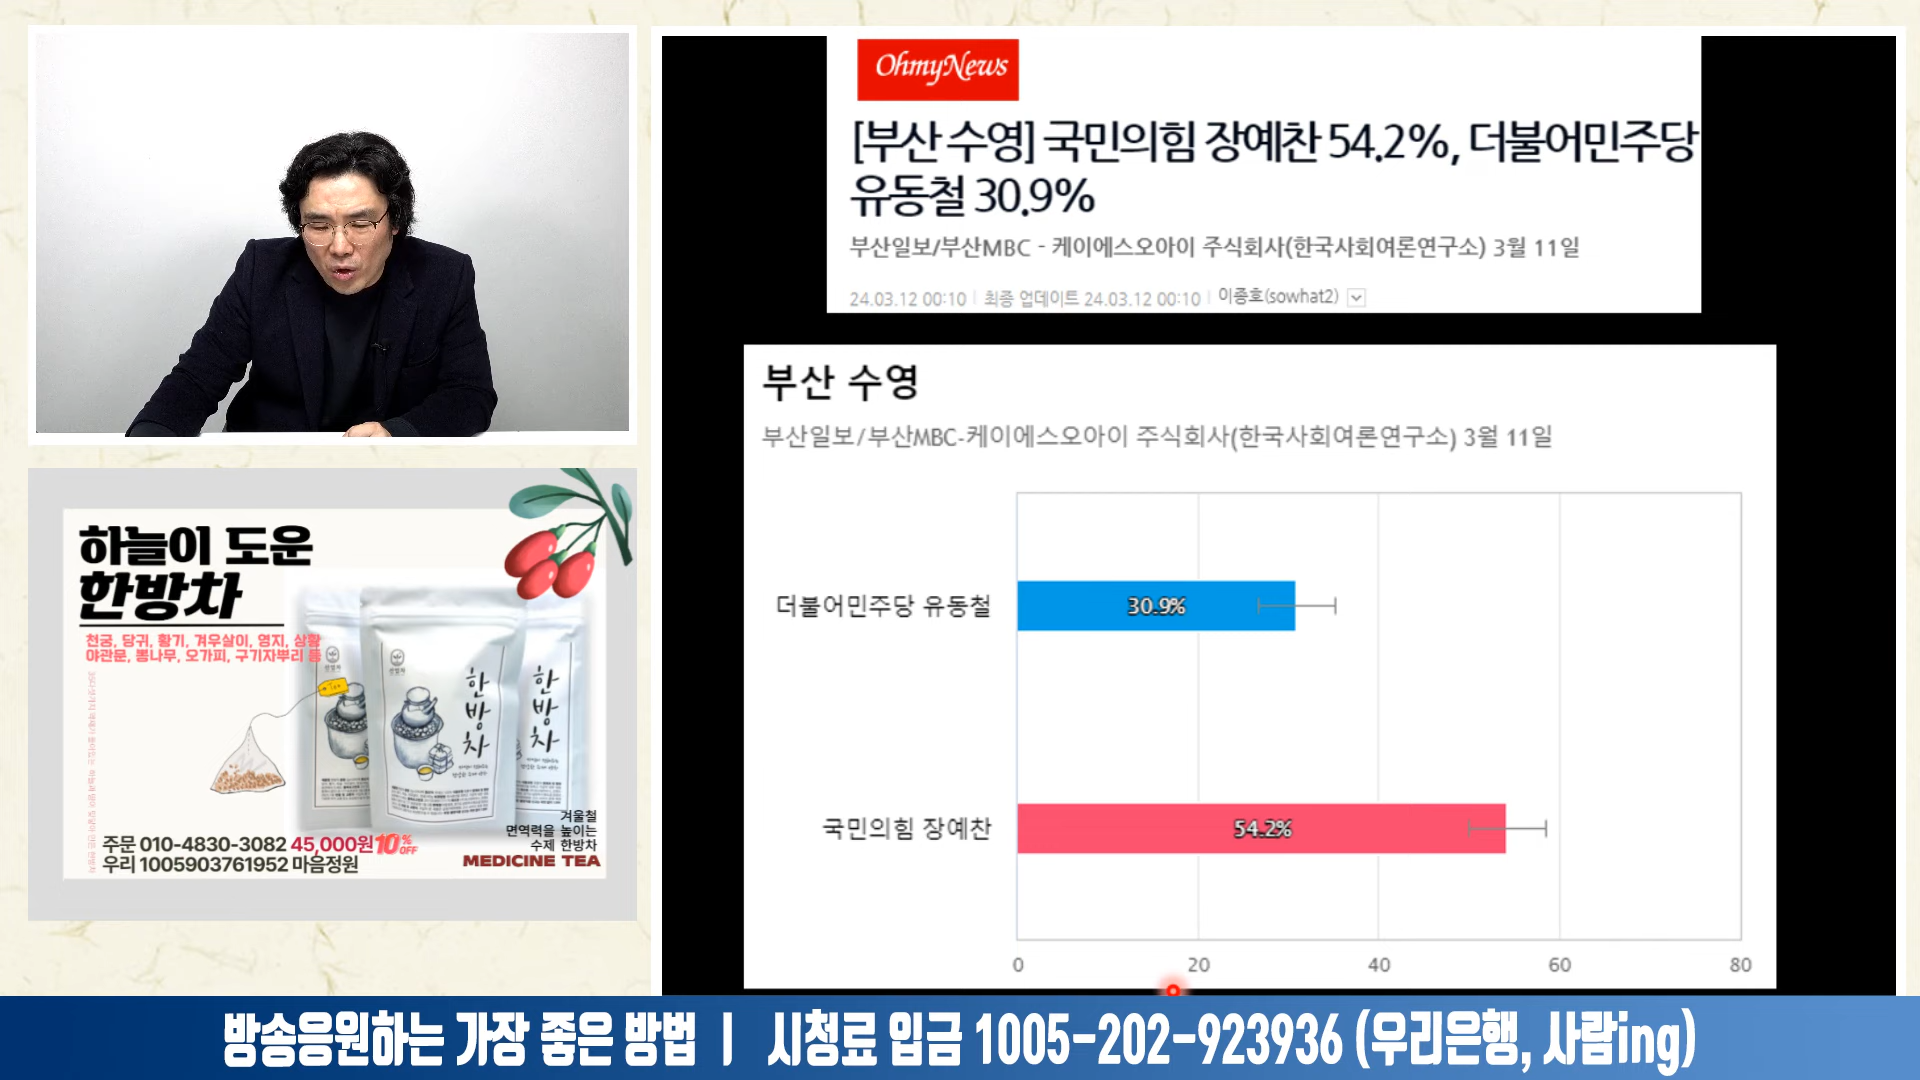 OhmyNews
[부산 수영] 국민의힘 장예찬 54.2%, 더불어민주당
유동철 30.9%
부산일보/부산MBC - 케이에스오아이 주식회사(한국사회여론연구소) 3월 11일
24.03.12 00:10 | 최종 업데이트 24.03.12 00:10 | 이종호(sowhat2)
부산 수영
부산일보/부산MBC-케이에스오아이 주식회사(한국사회여론연구소) 3월 11일
더불어민주당 유동철
30.9%
국민의힘 장예찬
54.2%
0 20 40 60 80
하늘이 도운
한방차
천궁, 당귀, 황기, 겨우살이, 영지, 상황
야관문, 뽕나무, 오가피, 구기자뿌리 등
한방차
한방차
주문 010-4830-3082 45,000원 10% OFF
우리 1005903761952 마음정원
겨울철
면역력을 높이는
수제 한방차
MEDICINE TEA
방송응원하는 가장 좋은 방법 | 시청료 입금 1005-202-923936 (우리은행, 사람ing)